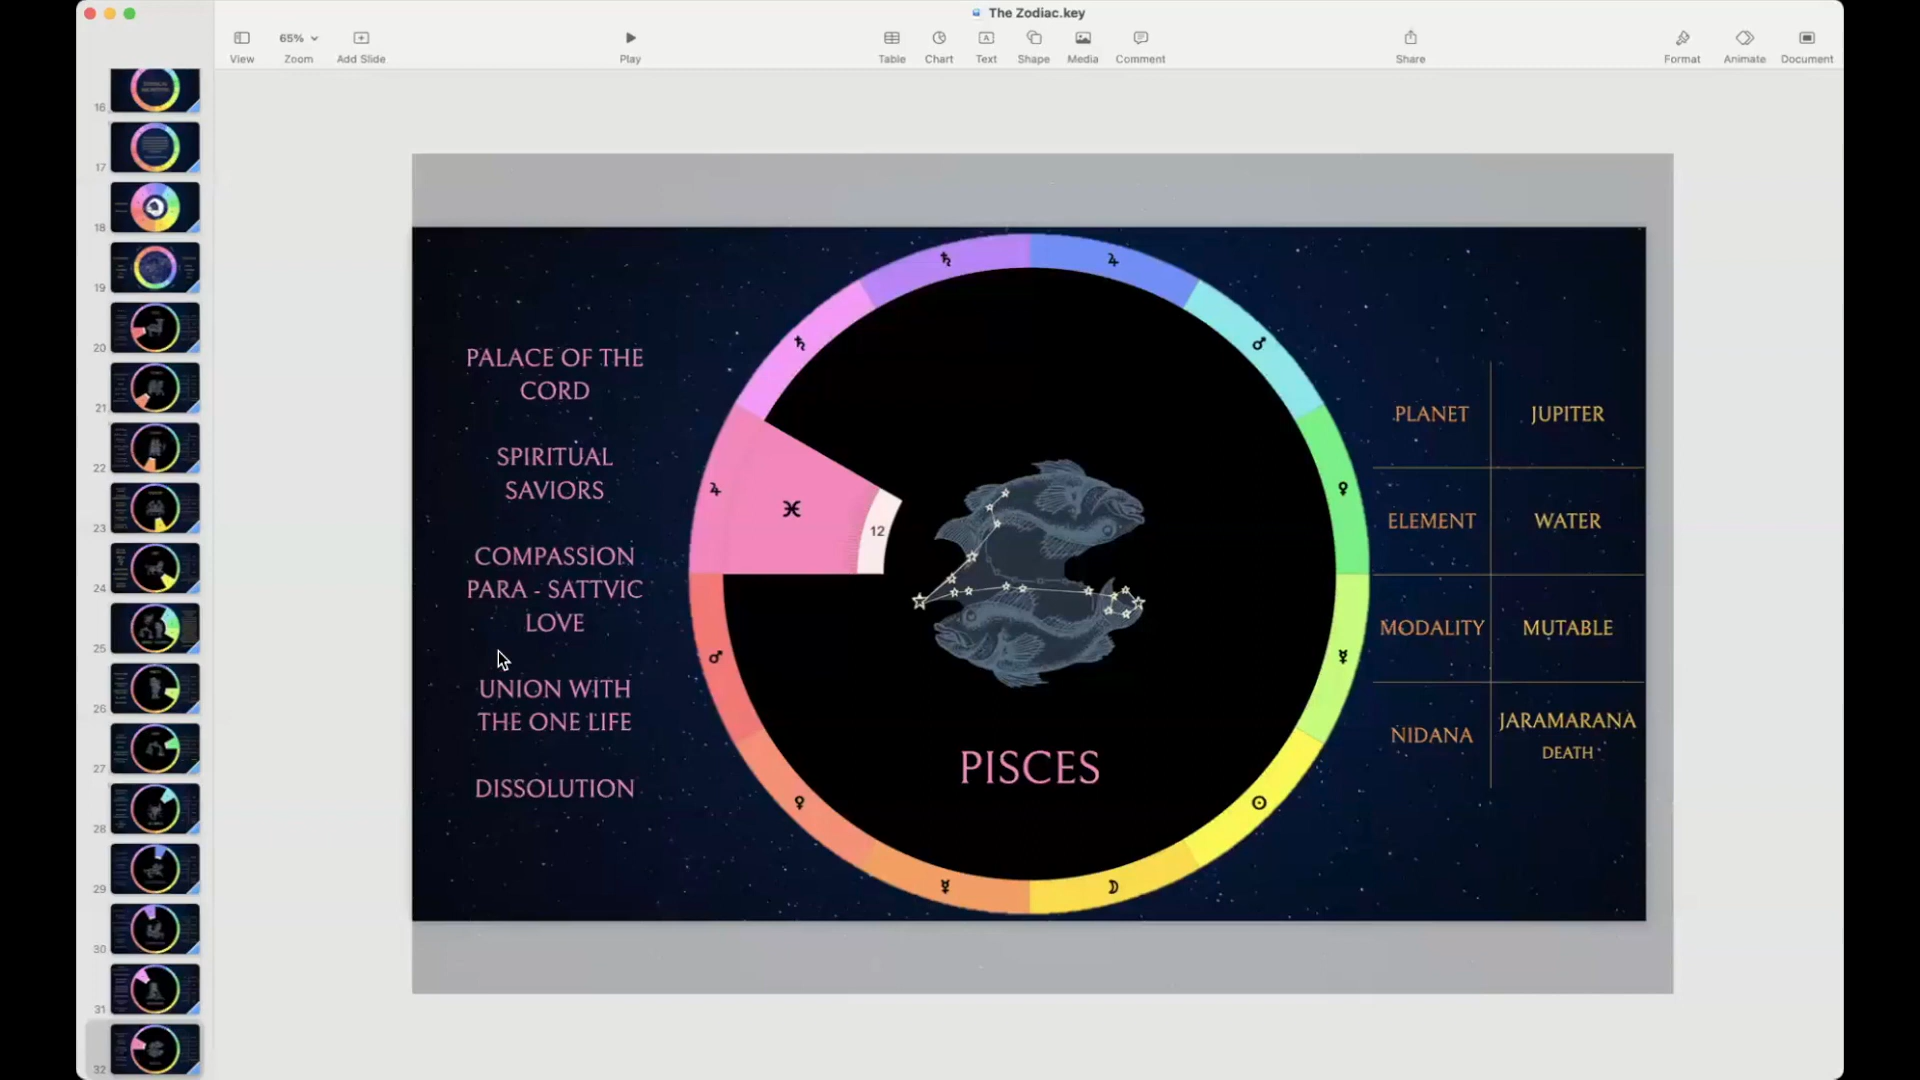 The Zodiac.key
65%
View
Zoom
Add Slide
Play
Table
Chart
Text
Shape
Media
Comment
Share
Format
Animate
Document
16
17
18
19
20
21
22
23
24
25
26
27
28
29
30
31
32
PALACE OF THE
CORD
SPIRITUAL
SAVIORS
COMPASSION
PARA - SATTVIC
LOVE
UNION WITH
THE ONE LIFE
DISSOLUTION
♄
♃
♄
♂
♃
♓
12
♀
♂
☿
♀
☉
☿
☽
PISCES
PLANET JUPITER
ELEMENT WATER
MODALITY MUTABLE
NIDANA JARAMARANA
DEATH